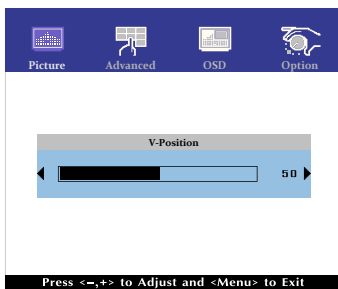 Picture Advanced OSD Option
V-Position
50
Press <–,+> to Adjust and <Menu> to Exit